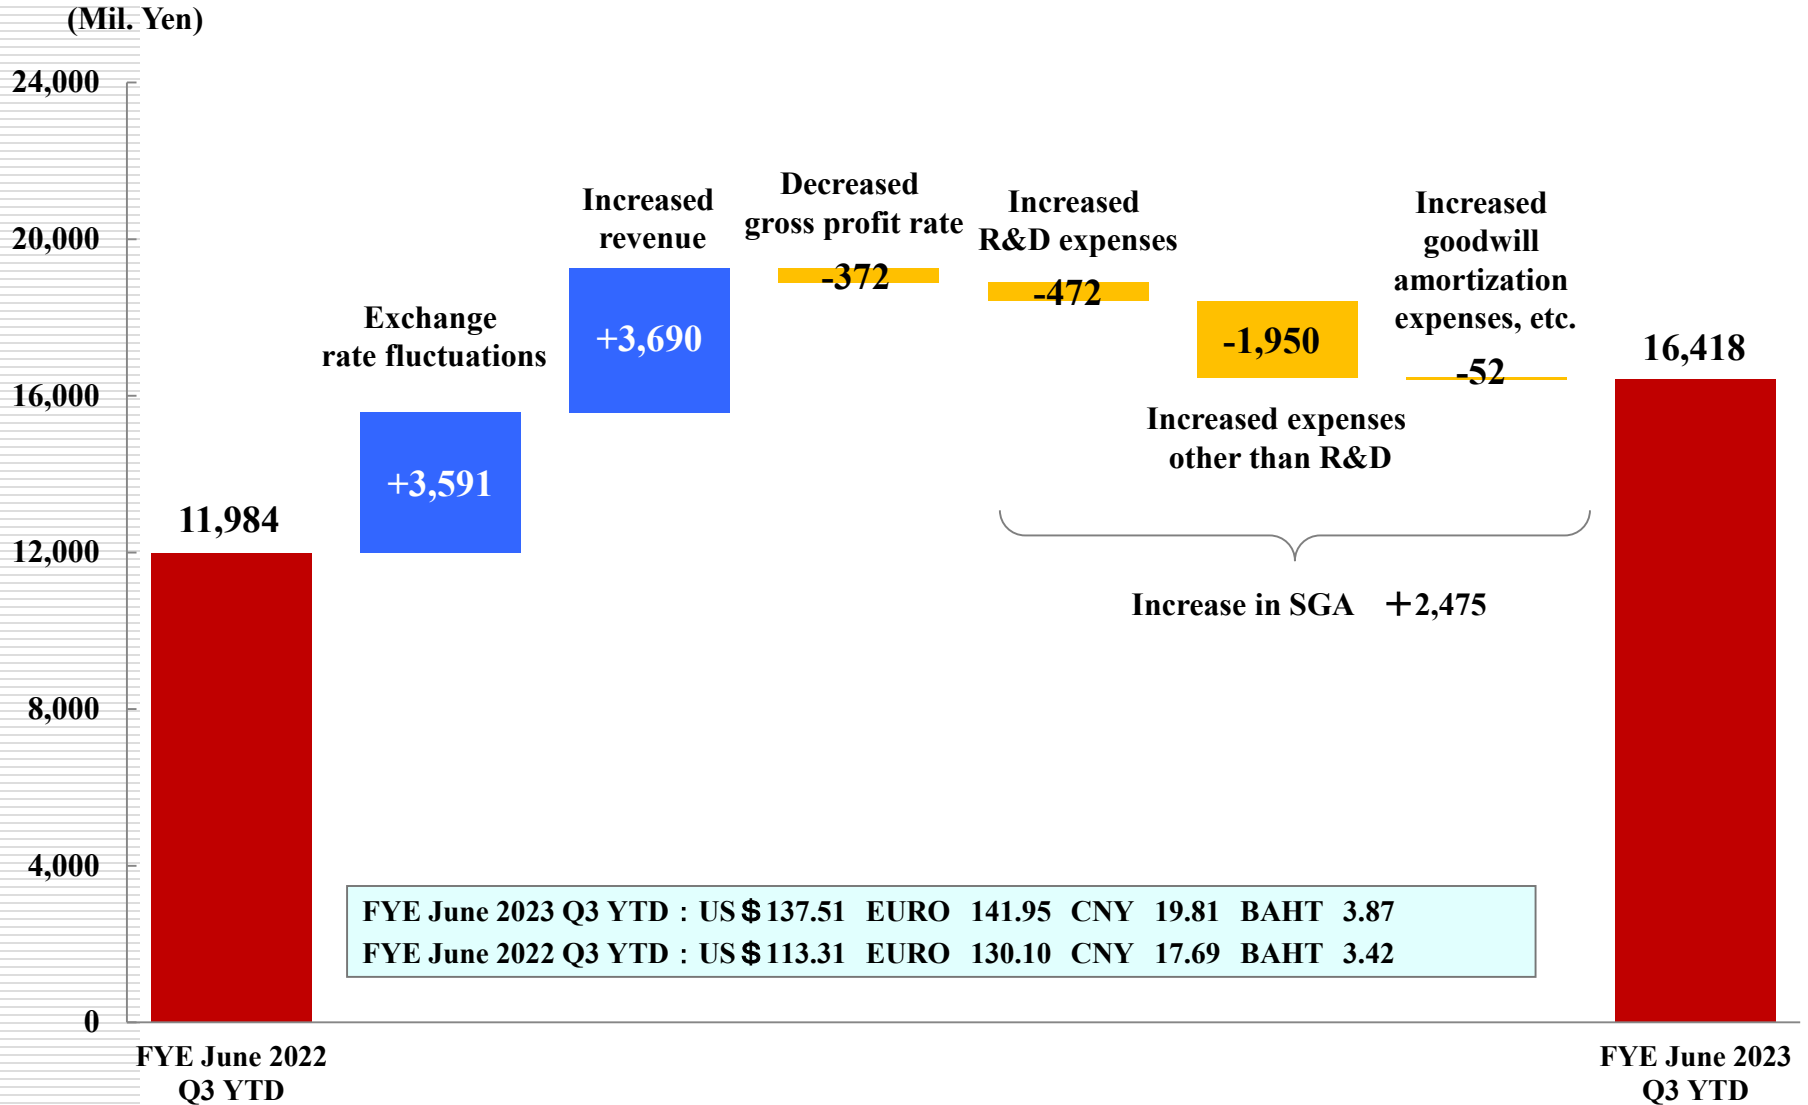 (Mil. Yen)
24,000
20,000
16,000
12,000
8,000
4,000
0
11,984
Exchange
rate fluctuations
+3,591
Increased
revenue
+3,690
Decreased
gross profit rate
-372
Increased
R&D expenses
-472
-1,950
Increased expenses
other than R&D
Increased
goodwill
amortization
expenses, etc.
-52
16,418
Increase in SGA +2,475
FYE June 2023 Q3 YTD : US$137.51 EURO 141.95 CNY 19.81 BAHT 3.87
FYE June 2022 Q3 YTD : US$113.31 EURO 130.10 CNY 17.69 BAHT 3.42
FYE June 2022
Q3 YTD
FYE June 2023
Q3 YTD